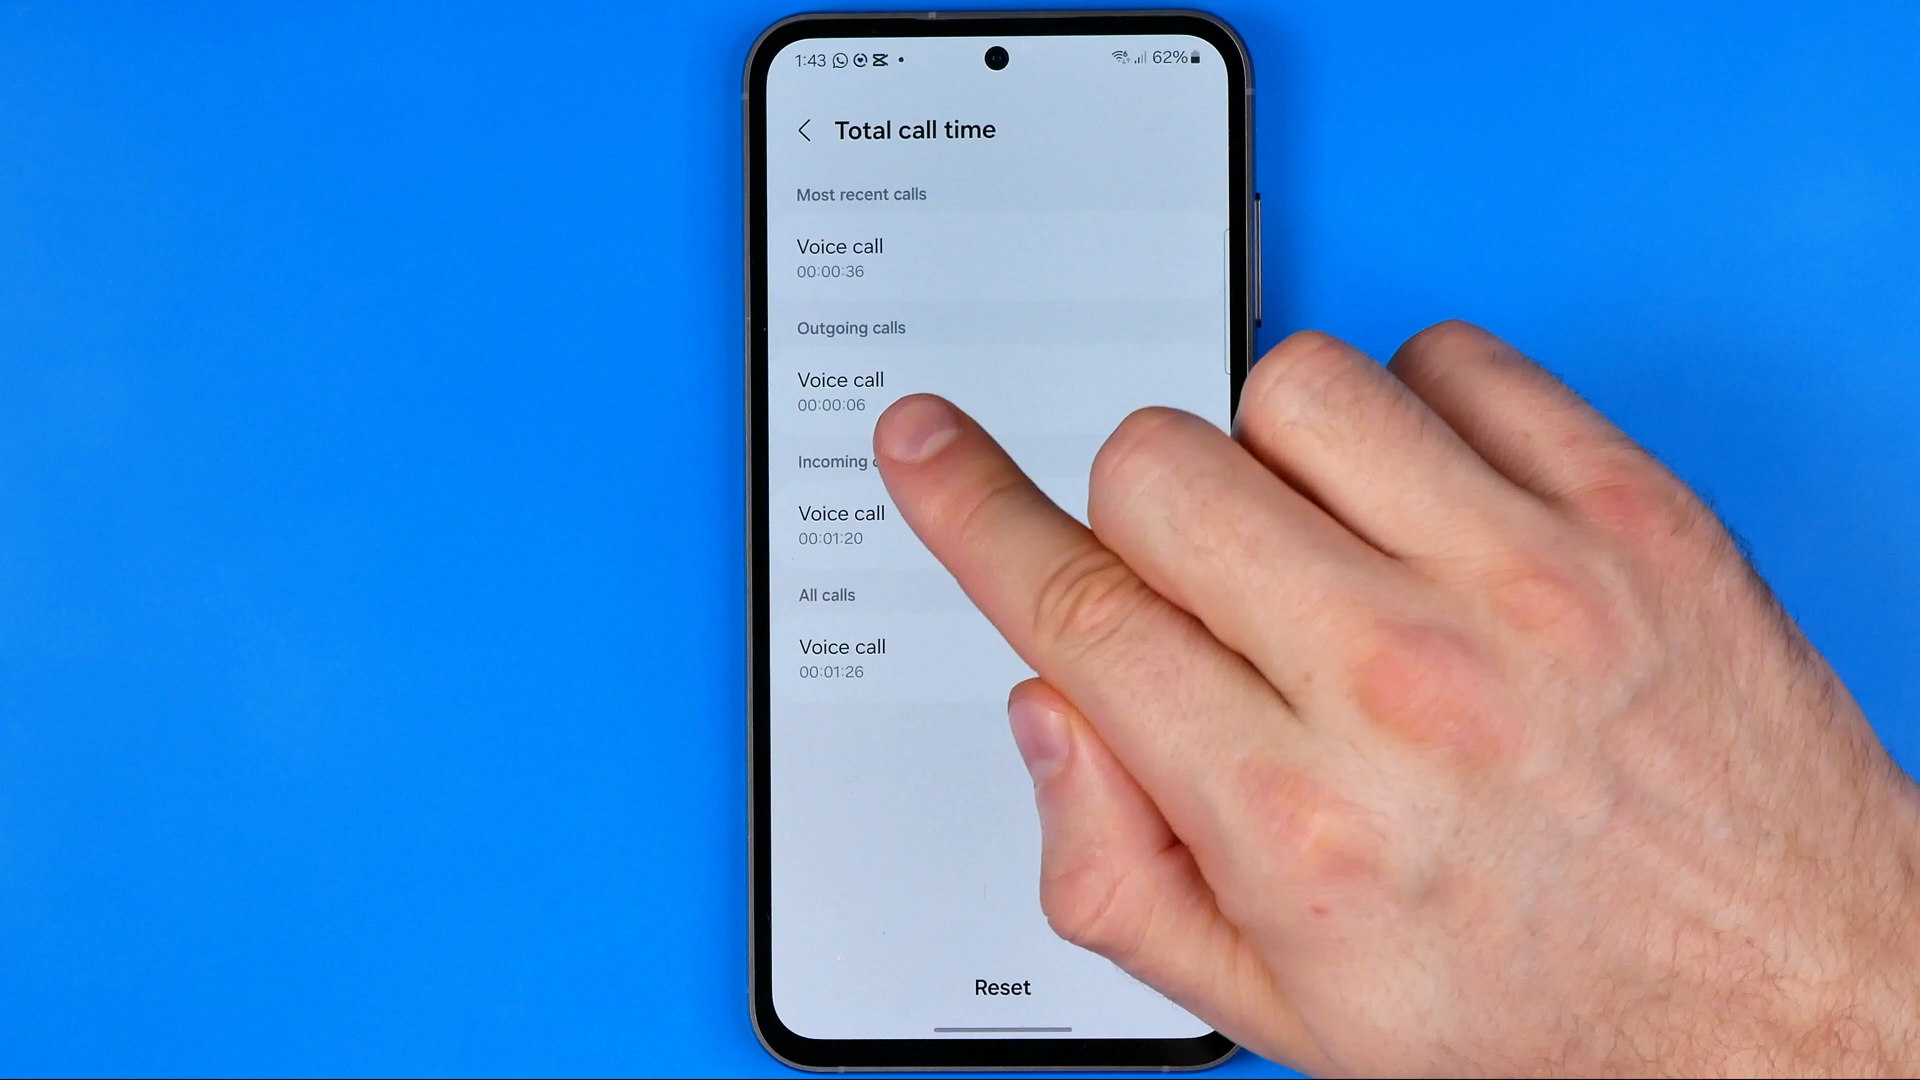 1:43 62%
Total call time
Most recent calls
Voice call
00:00:36
Outgoing calls
Voice call
00:00:06
Incoming
Voice call
00:01:20
All calls
Voice call
00:01:26
Reset